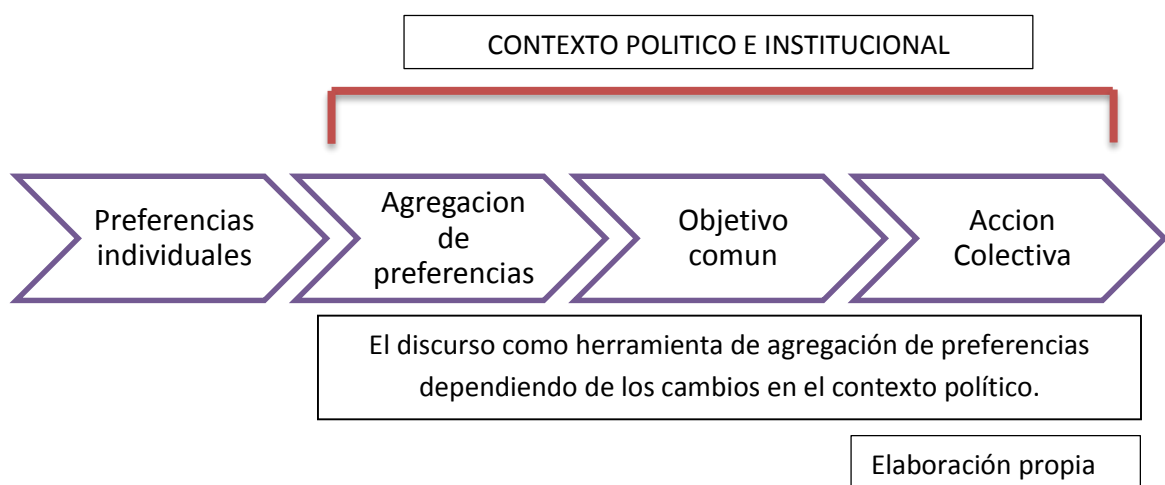 CONTEXTO POLITICO E INSTITUCIONAL
Preferencias
individuales
Agregacion
de
preferencias
Objetivo
comun
Accion
Colectiva
El discurso como herramienta de agregación de preferencias
dependiendo de los cambios en el contexto político.
Elaboración propia